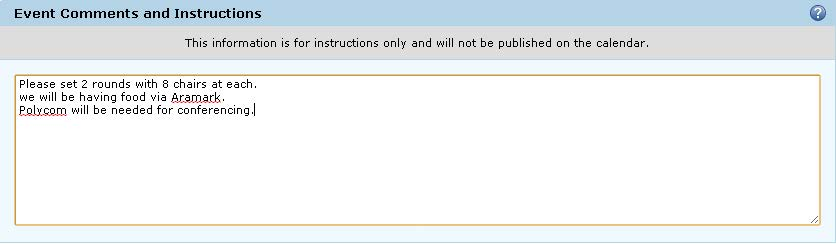 Event Comments and Instructions
?
This information is for instructions only and will not be published on the calendar.
Please set 2 rounds with 8 chairs at each.
we will be having food via Aramark.
Polycom will be needed for conferencing.